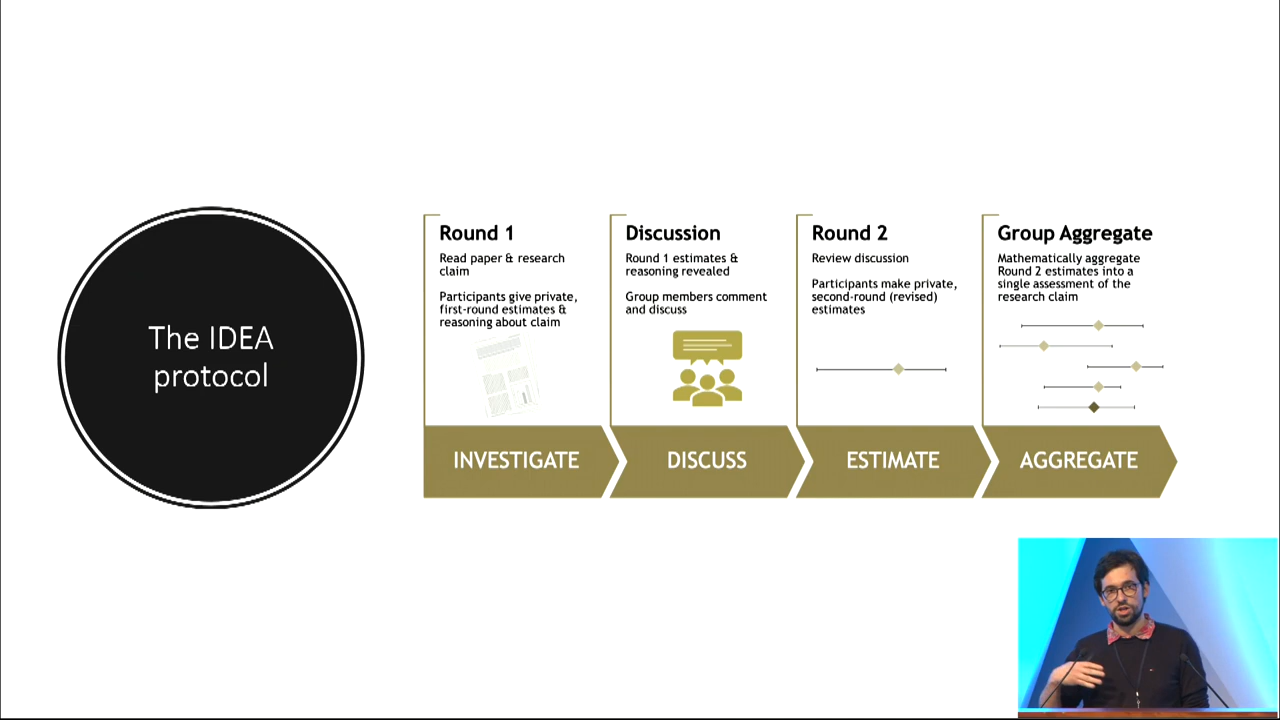 The IDEA
protocol
Round 1
Read paper & research
claim
Participants give private,
first-round estimates &
reasoning about claim
INVESTIGATE
Discussion
Round 1 estimates &
reasoning revealed
Group members comment
and discuss
DISCUSS
Round 2
Review discussion
Participants make private,
second-round (revised)
estimates
ESTIMATE
Group Aggregate
Mathematically aggregate
Round 2 estimates into a
single assessment of the
research claim
AGGREGATE